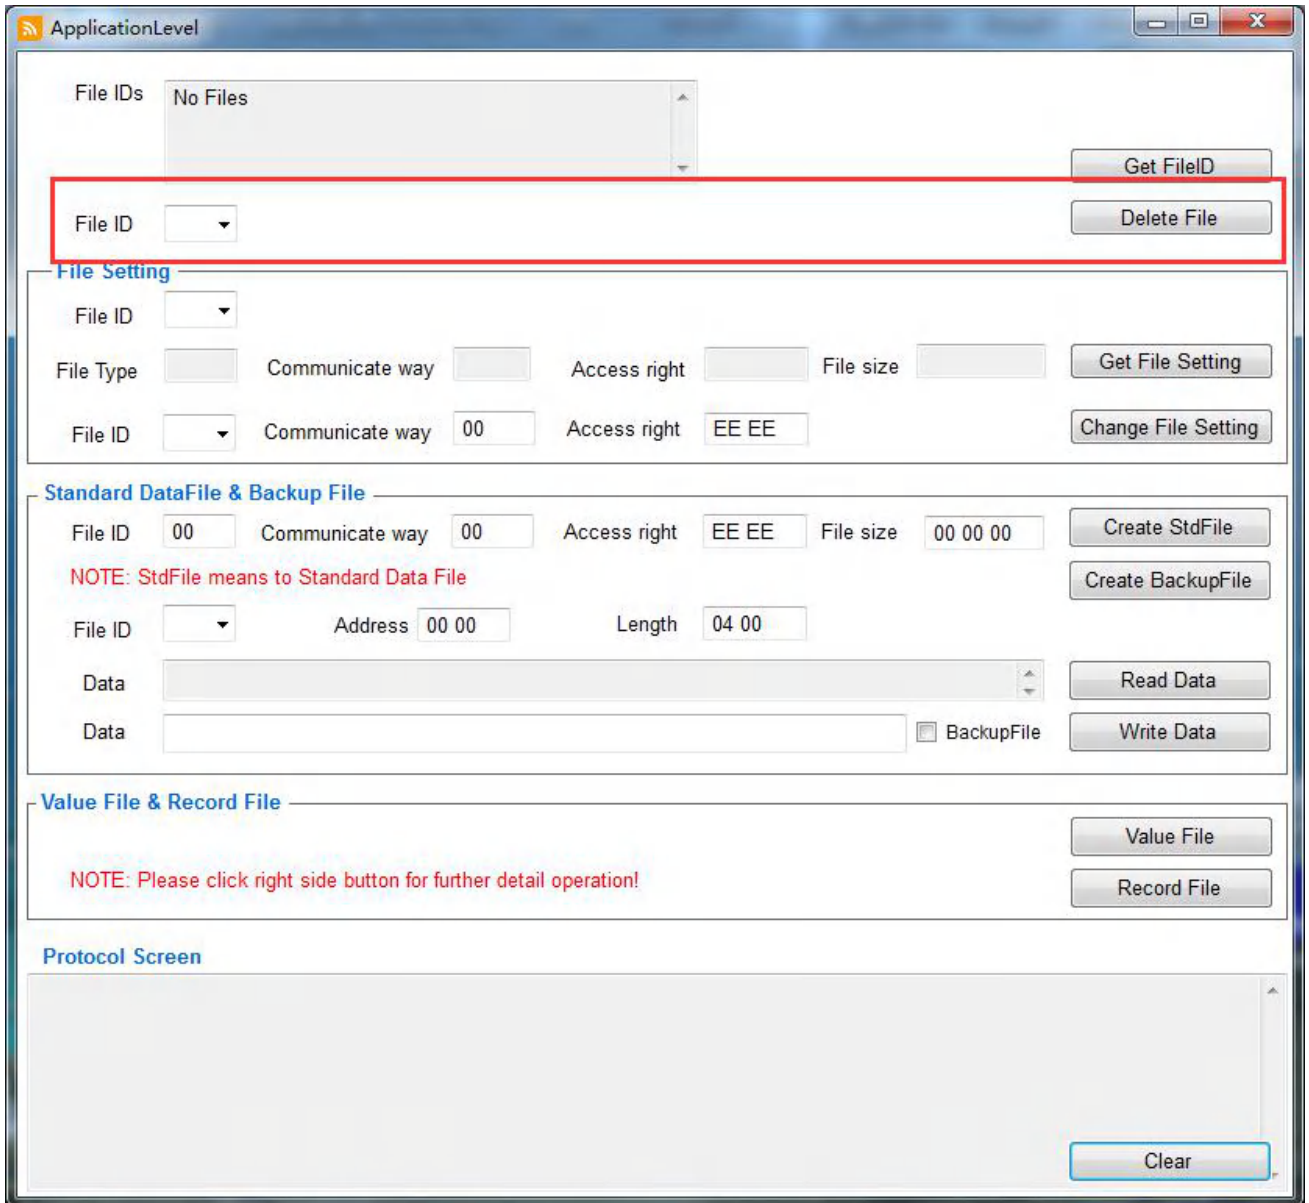 ApplicationLevel
File IDs No Files
Get FileID
File ID Delete File
File Setting
File ID
File Type Communicate way Access right File size Get File Setting
File ID Communicate way 00 Access right EE EE Change File Setting
Standard DataFile & Backup File
File ID 00 Communicate way 00 Access right EE EE File size 00 00 00 Create StdFile
NOTE: StdFile means to Standard Data File Create BackupFile
File ID Address 00 00 Length 04 00
Data Read Data
Data BackupFile Write Data
Value File & Record File
Value File
NOTE: Please click right side button for further detail operation! Record File
Protocol Screen
Clear